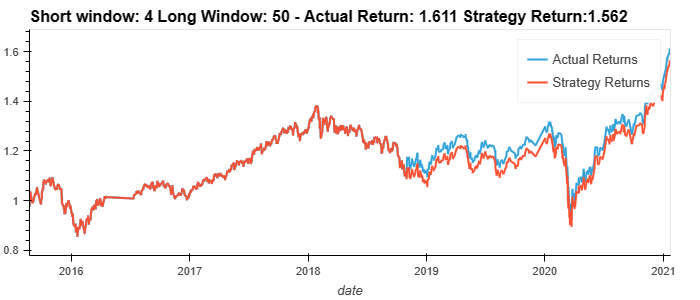 Short window: 4 Long Window: 50 - Actual Return: 1.611 Strategy Return:1.562
Actual Returns
Strategy Returns
1.6
1.4
1.2
1
0.8
2016 2017 2018 2019 2020 2021
date